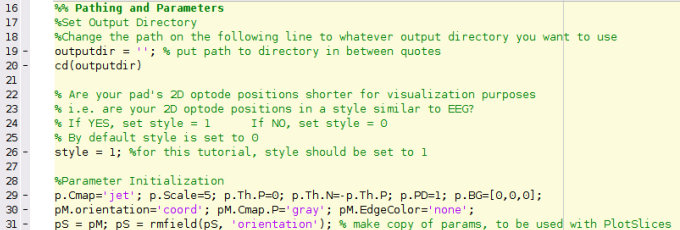 16 %% Pathing and Parameters
17 %Set Output Directory
18 %Change the path on the following line to whatever output directory you want to use
19 - outputdir = ''; % put path to directory in between quotes
20 - cd(outputdir)
21
22 % Are your pad's 2D optode positions shorter for visualization purposes
23 % i.e. are your 2D optode positions in a style similar to EEG?
24 % If YES, set style = 1 If NO, set style = 0
25 % By default style is set to 0
26 - style = 1; %for this tutorial, style should be set to 1
27
28 %Parameter Initialization
29 - p.Cmap='jet'; p.Scale=5; p.Th.P=0; p.Th.N=-p.Th.P; p.PD=1; p.BG=[0,0,0];
30 - pM.orientation='coord'; pM.Cmap.P='gray'; pM.EdgeColor='none';
31 - pS = pM; pS = rmfield(pS, 'orientation'); % make copy of params, to be used with PlotSlices